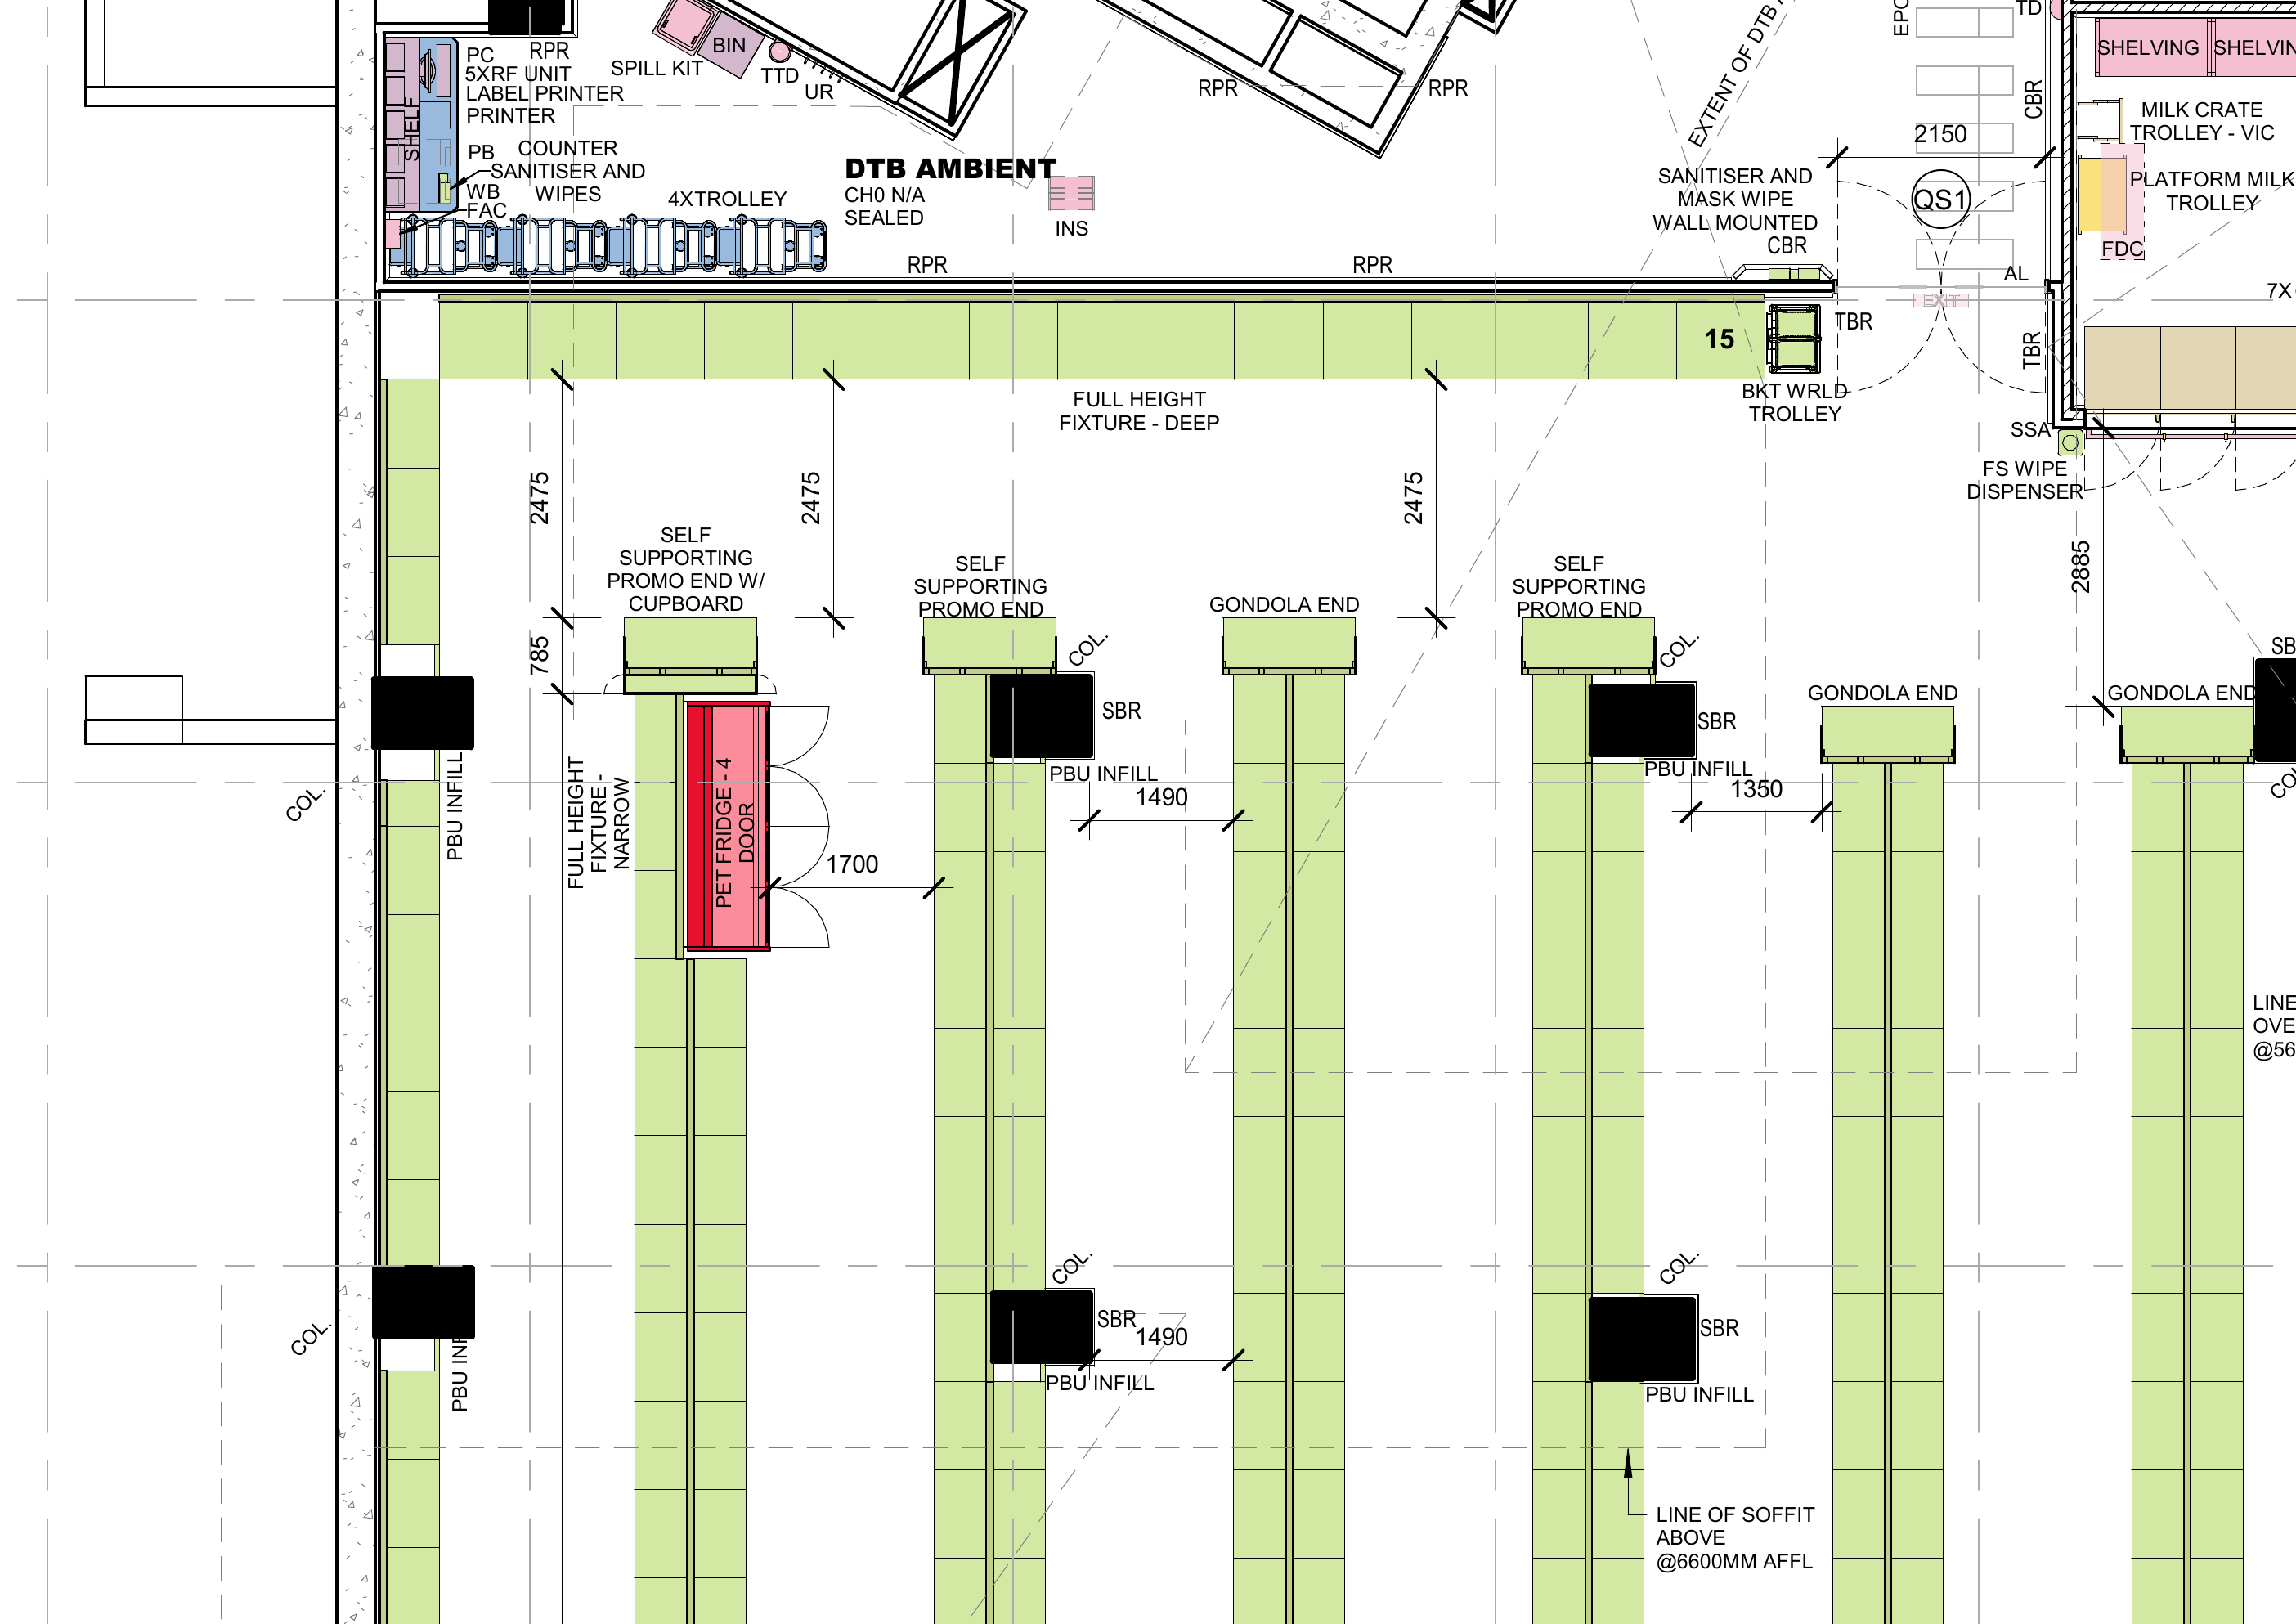 RPR
PC
5XRF UNIT
LABEL PRINTER
PRINTER
SHELF
PB
COUNTER
SANITISER AND
WIPES
WB
FAC
SPILL KIT
BIN
TTD
UR
4XTROLLEY
DTB AMBIENT
CH0 N/A
SEALED
INS
RPR
RPR
RPR
RPR
EXTENT OF DTB
SANITISER AND
MASK WIPE
WALL MOUNTED
CBR
2150
QS1
CBR
TD
SHELVING
MILK CRATE
TROLLEY - VIC
PLATFORM MILK
TROLLEY
FDC
AL
EXIT
7X
15
TBR
TBR
BKT WRLD
TROLLEY
FULL HEIGHT
FIXTURE - DEEP
SSA
FS WIPE
DISPENSER
2475
2475
2475
2885
785
SELF
SUPPORTING
PROMO END W/
CUPBOARD
SELF
SUPPORTING
PROMO END
GONDOLA END
SELF
SUPPORTING
PROMO END
GONDOLA END
GONDOLA END
COL.
COL.
SBR
SBR
PBU INFILL
PBU INFILL
1490
1350
COL.
PBU INFILL
FULL HEIGHT
FIXTURE -
NARROW
PET FRIDGE - 4
DOOR
1700
LINE
@56
COL.
COL.
SBR
SBR
1490
PBU INFILL
PBU INFILL
COL.
PBU
LINE OF SOFFIT
ABOVE
@6600MM AFFL